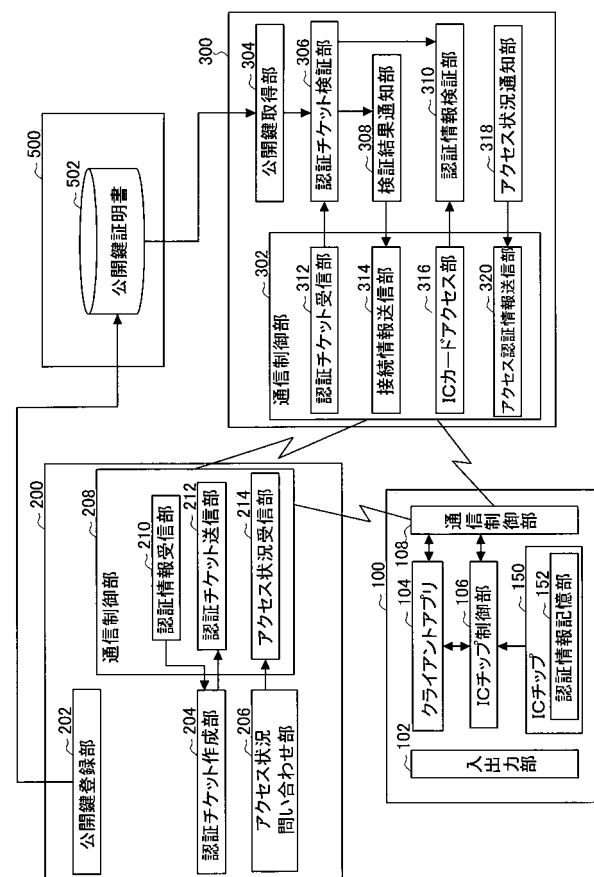 200
202
公開鍵登録部
通信制御部
208
210
認証情報受信部
204
認証チケット作成部
212
認証チケット送信部
206
アクセス状況
問い合わせ部
214
アクセス状況受信部
500
502
公開鍵証明書
300
304
公開鍵取得部
通信制御部
302
312
認証チケット受信部
306
認証チケット検証部
314
接続情報送信部
308
検証結果通知部
316
ICカードアクセス部
310
認証情報検証部
320
アクセス認証情報送信部
318
アクセス状況通知部
100
102
入出力部
104
クライアントアプリ
108
通信制御部
106
ICチップ制御部
150
ICチップ
152
認証情報記憶部